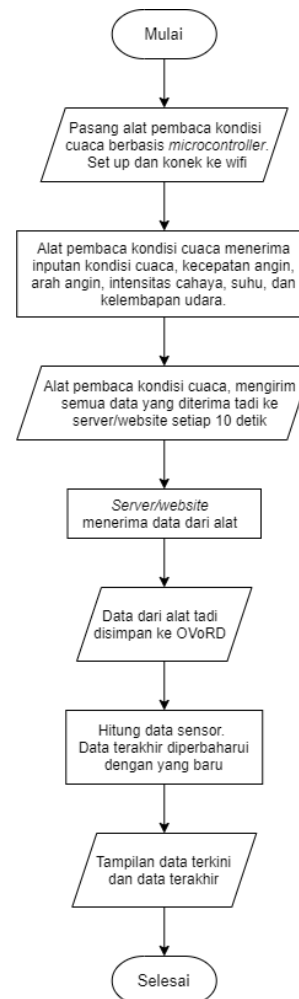 Mulai
Pasang alat pembaca kondisi
cuaca berbasis microcontroller.
Set up dan konek ke wifi
Alat pembaca kondisi cuaca menerima
inputan kondisi cuaca, kecepatan angin,
arah angin, intensitas cahaya, suhu, dan
kelembapan udara.
Alat pembaca kondisi cuaca, mengirim
semua data yang diterima tadi ke
server/website setiap 10 detik
Server/website
menerima data dari alat
Data dari alat tadi
disimpan ke OVoRD
Hitung data sensor.
Data terakhir diperbaharui
dengan yang baru
Tampilan data terkini
dan data terakhir
Selesai